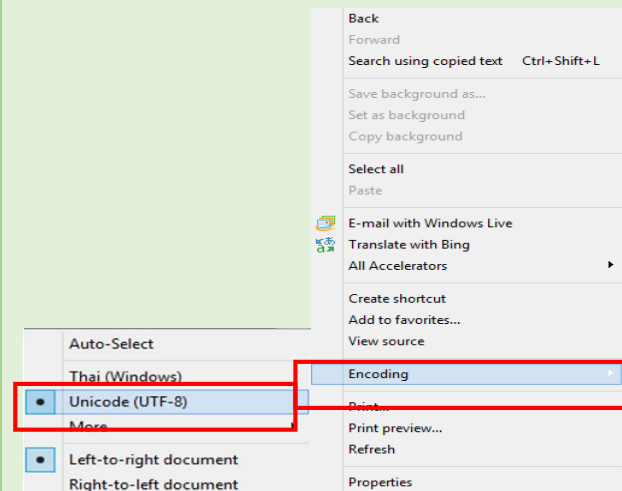 Back
Forward
Search using copied text Ctrl+Shift+L
Save background as...
Set as background
Copy background
Select all
Paste
E-mail with Windows Live
Translate with Bing
All Accelerators
Create shortcut
Add to favorites...
View source
Encoding
Print...
Print preview...
Refresh
Properties
Auto-Select
Thai (Windows)
Unicode (UTF-8)
More
Left-to-right document
Right-to-left document